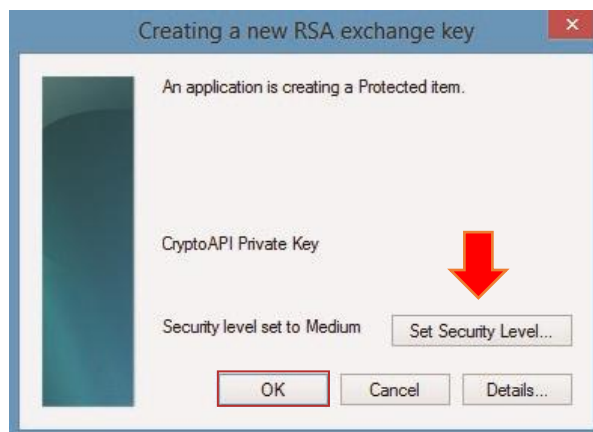 Creating a new RSA exchange key
An application is creating a Protected item.
CryptoAPI Private Key
Security level set to Medium
Set Security Level...
OK
Cancel
Details...